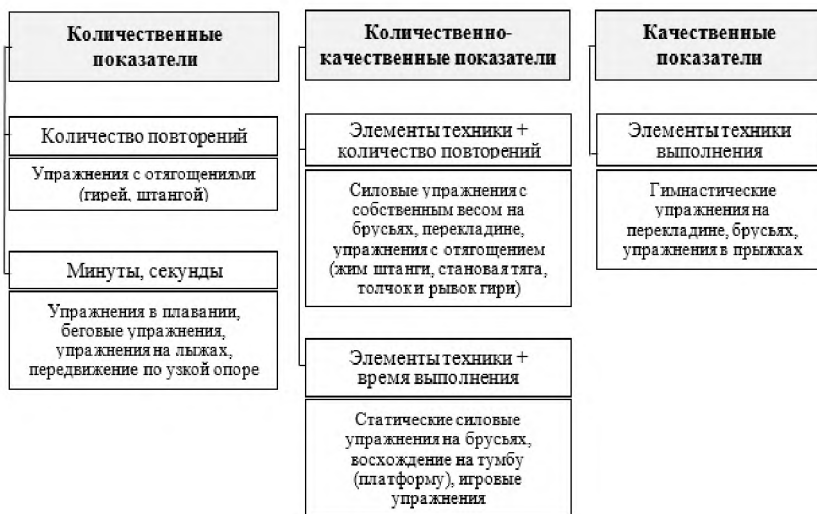 Количественные
показатели
Количество повторений
Упражнения с отягощениями
(гирей, штангой)
Минуты, секунды
Упражнения в плавании,
беговые упражнения,
упражнения на лыжах,
передвижение по узкой опоре
Количественно-
качественные показатели
Элементы техники +
количество повторений
Силовые упражнения с
собственным весом на
брусьях, перекладине,
упражнения с отягощением
(жим штанги, становая тяга,
толчок и рывок гири)
Элементы техники +
время выполнения
Статические силовые
упражнения на брусьях,
восхождение на тумбу
(платформу), игровые
упражнения
Качественные
показатели
Элементы техники
выполнения
Гимнастические
упражнения на
перекладине, брусьях,
упражнения в прыжках